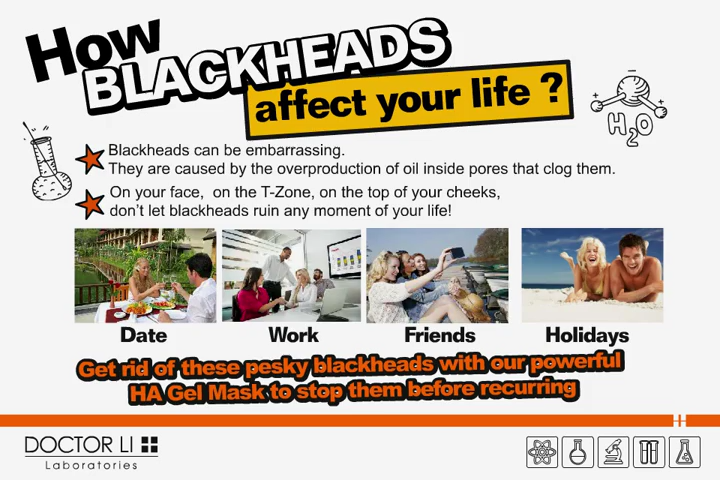 How
BLACKHEADS
affect your life ?
H2O
Blackheads can be embarrassing.
They are caused by the overproduction of oil inside pores that clog them.
On your face, on the T-Zone, on the top of your cheeks,
don't let blackheads ruin any moment of your life!
Date
Work
Friends
Holidays
Get rid of these pesky blackheads with our powerful
HA Gel Mask to stop them before recurring
DOCTOR LI
Laboratories